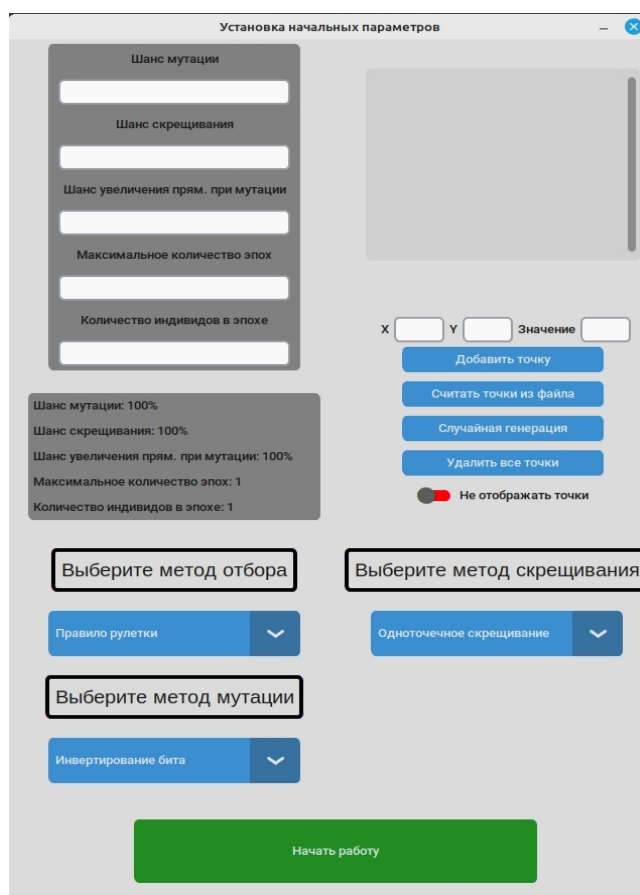 Установка начальных параметров
Шанс мутации
Шанс скрещивания
Шанс увеличения прям. при мутации
Максимальное количество эпох
Количество индивидов в эпохе
X Y Значение
Добавить точку
Считать точки из файла
Случайная генерация
Удалить все точки
Не отображать точки
Шанс мутации: 100%
Шанс скрещивания: 100%
Шанс увеличения прям. при мутации: 100%
Максимальное количество эпох: 1
Количество индивидов в эпохе: 1
Выберите метод отбора
Правило рулетки
Выберите метод скрещивания
Одноточечное скрещивание
Выберите метод мутации
Инвертирование бита
Начать работу